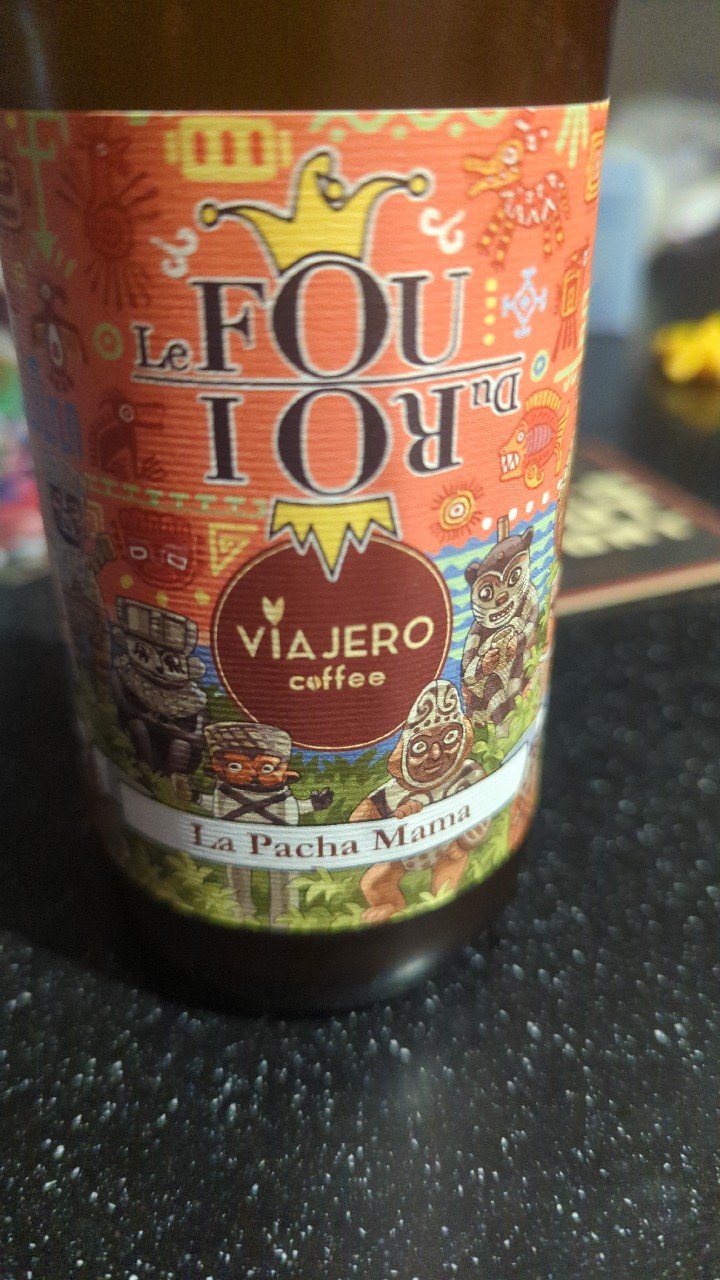 Le FOU
Du ROI
VIAJERO
coffee
La Pacha Mama